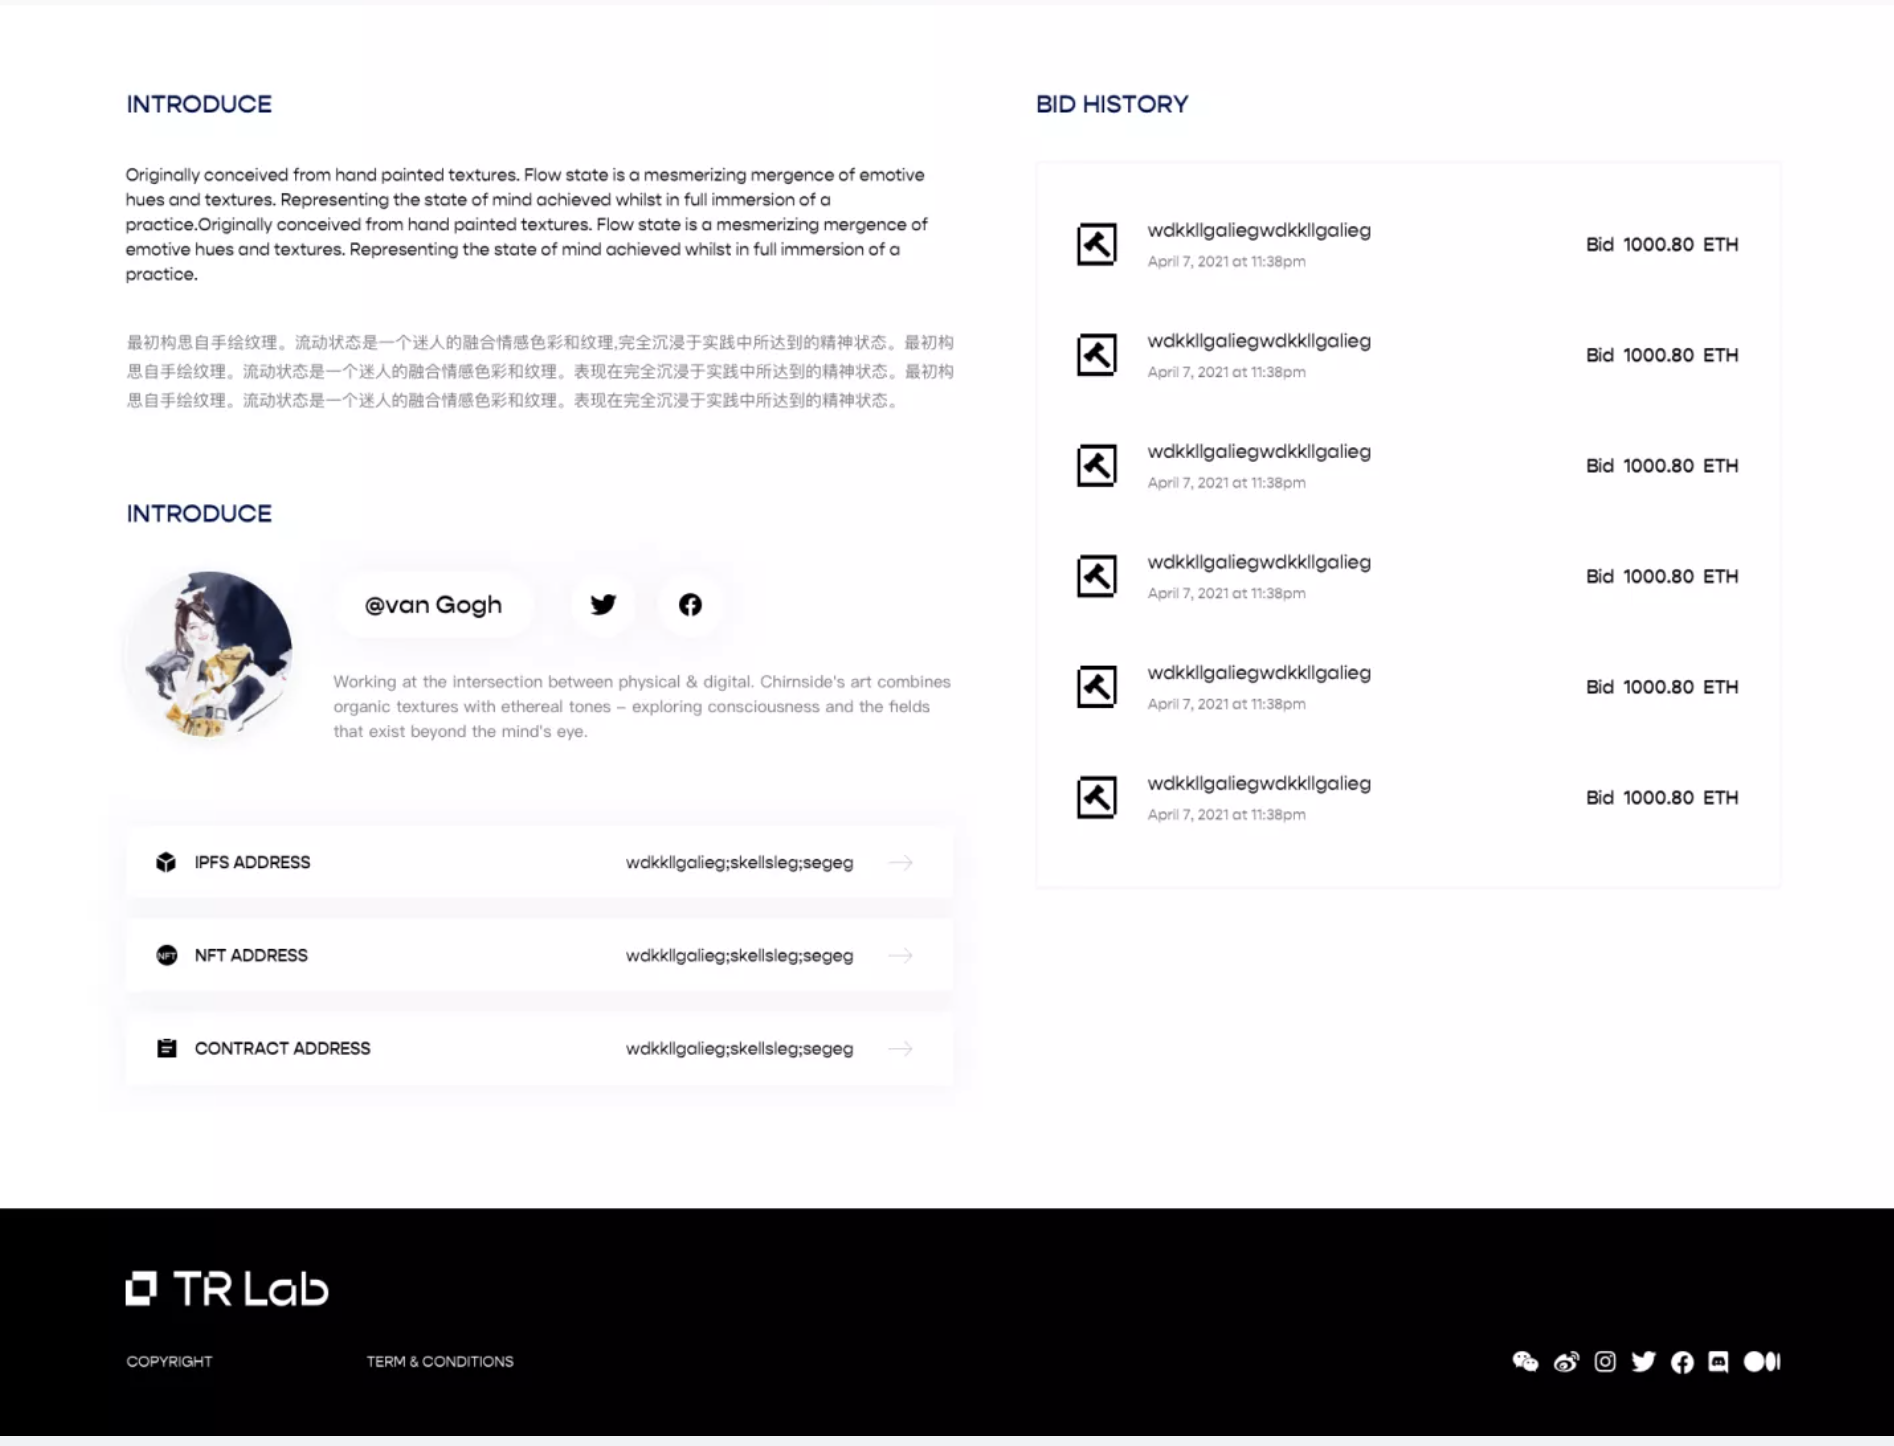 INTRODUCE
Originally conceived from hand painted textures. Flow state is a mesmerizing mergence of emotive
hues and textures. Representing the state of mind achieved whilst in full immersion of a
practice.Originally conceived from hand painted textures. Flow state is a mesmerizing mergence of
emotive hues and textures. Representing the state of mind achieved whilst in full immersion of a
practice.
最初构思自手绘纹理。流动状态是一个迷人的融合情感色彩和纹理,完全沉浸于实践中所达到的精神状态。最初构
思自手绘纹理。流动状态是一个迷人的融合情感色彩和纹理。表现在完全沉浸于实践中所达到的精神状态。最初构
思自手绘纹理。流动状态是一个迷人的融合情感色彩和纹理。表现在完全沉浸于实践中所达到的精神状态。
INTRODUCE
@van Gogh
Working at the intersection between physical & digital. Chirnside's art combines
organic textures with ethereal tones – exploring consciousness and the fields
that exist beyond the mind's eye.
IPFS ADDRESS wdkkllgalieg;skellsleg;segeg
NFT NFT ADDRESS wdkkllgalieg;skellsleg;segeg
CONTRACT ADDRESS wdkkllgalieg;skellsleg;segeg
BID HISTORY
wdkkllgaliegwdkkllgalieg
April 7, 2021 at 11:38pm
Bid 1000.80 ETH
wdkkllgaliegwdkkllgalieg
April 7, 2021 at 11:38pm
Bid 1000.80 ETH
wdkkllgaliegwdkkllgalieg
April 7, 2021 at 11:38pm
Bid 1000.80 ETH
wdkkllgaliegwdkkllgalieg
April 7, 2021 at 11:38pm
Bid 1000.80 ETH
wdkkllgaliegwdkkllgalieg
April 7, 2021 at 11:38pm
Bid 1000.80 ETH
wdkkllgaliegwdkkllgalieg
April 7, 2021 at 11:38pm
Bid 1000.80 ETH
TR Lab
COPYRIGHT TERM & CONDITIONS